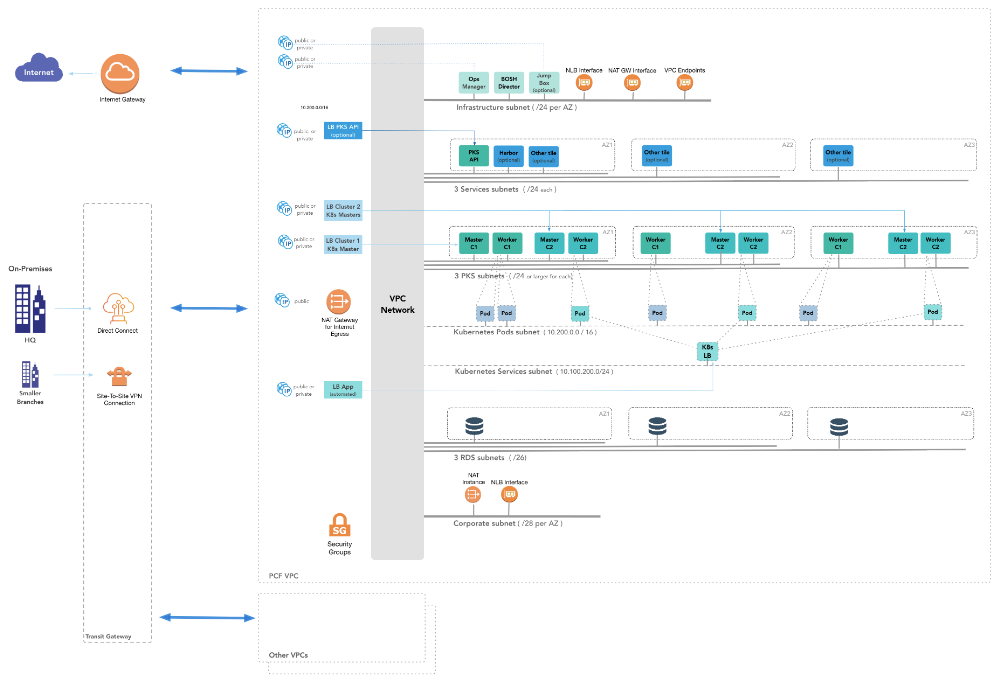 Internet
Internet Gateway
On-Premises
HQ
Smaller
Branches
Direct Connect
Site-To-Site VPN
Connection
Transit Gateway
public or
private
public or
private
10.200.0.0/16
public or
private
LB PKS API
(optional)
public or
private
LB Cluster 2
K8s Masters
public or
private
LB Cluster 1
K8s Master
public
NAT Gateway
for Internet
Egress
public or
private
LB App
(automated)
SG
Security
Groups
IP
IP
IP
IP
IP
IP
IP
VPC
Network
Ops
Manager
BOSH
Director
Jump
Box
(optional)
NLB Interface
NAT GW Interface
VPC Endpoints
Infrastructure subnet ( /24 per AZ )
PKS
API
Harbor
(optional)
Other tile
(optional)
AZ1
Other tile
(optional)
AZ2
Other tile
(optional)
AZ3
3 Services subnets ( /24 each )
Master
C1
Worker
C1
Master
C2
Worker
C2
AZ1
Worker
C1
Master
C2
Worker
C2
AZ2
Worker
C1
Master
C2
Worker
C2
AZ3
3 PKS subnets ( /24 or larger for each)
Pod
Pod
Pod
Pod
Pod
Pod
Pod
Kubernetes Pods subnet ( 10.200.0.0 / 16 )
K8s
LB
Kubernetes Services subnet ( 10.100.200.0/24 )
AZ1
AZ2
AZ3
3 RDS subnets ( /26)
NAT
Instance
NLB Interface
Corporate subnet ( /28 per AZ )
PCF VPC
Other VPCs